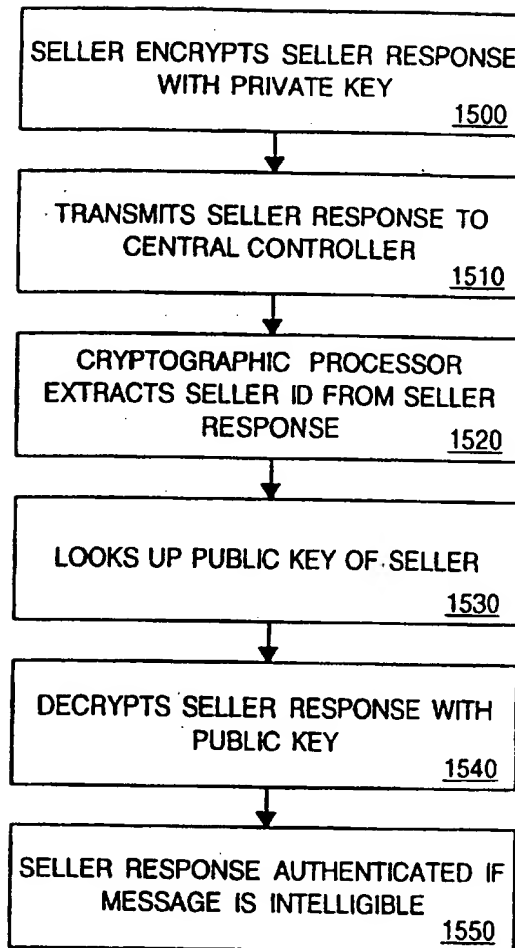 SELLER ENCRYPTS SELLER RESPONSE
WITH PRIVATE KEY
1500
TRANSMITS SELLER RESPONSE TO
CENTRAL CONTROLLER
1510
CRYPTOGRAPHIC PROCESSOR
EXTRACTS SELLER ID FROM SELLER
RESPONSE
1520
LOOKS UP PUBLIC KEY OF SELLER
1530
DECRYPTS SELLER RESPONSE WITH
PUBLIC KEY
1540
SELLER RESPONSE AUTHENTICATED IF
MESSAGE IS INTELLIGIBLE
1550